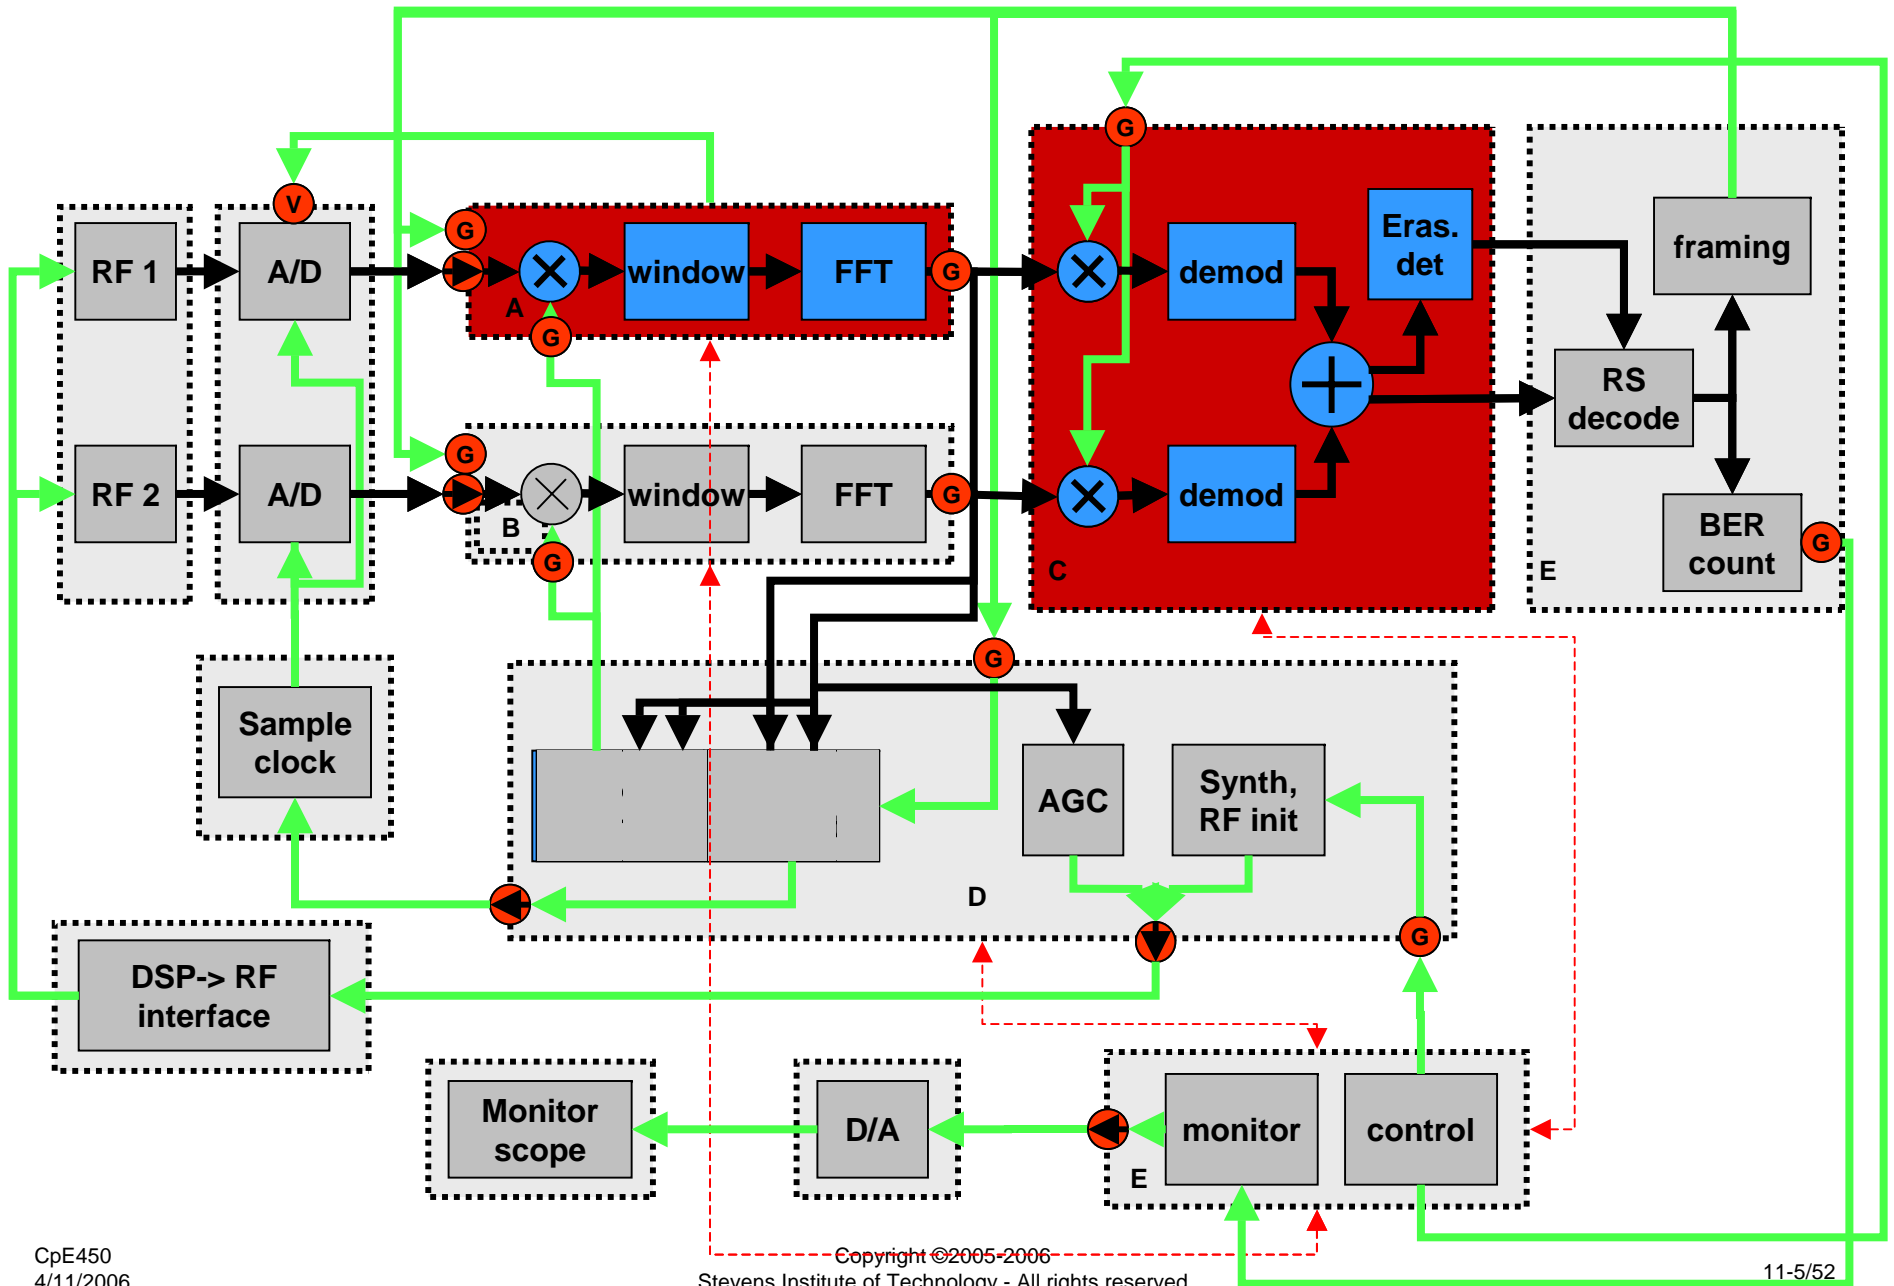 G
V
G
RF 1
A/D
window
FFT
G
A
G
demod
Eras.
det
framing
RS
decode
RF 2
A/D
G
window
FFT
G
B
G
demod
C
BER
count
G
E
G
Sample
clock
AGC
Synth,
RF init
D
G
DSP-> RF
interface
Monitor
scope
D/A
monitor
control
E
CpE450
4/11/2006
Copyright ©2005-2006
Stevens Institute of Technology - All rights reserved
11-5/52